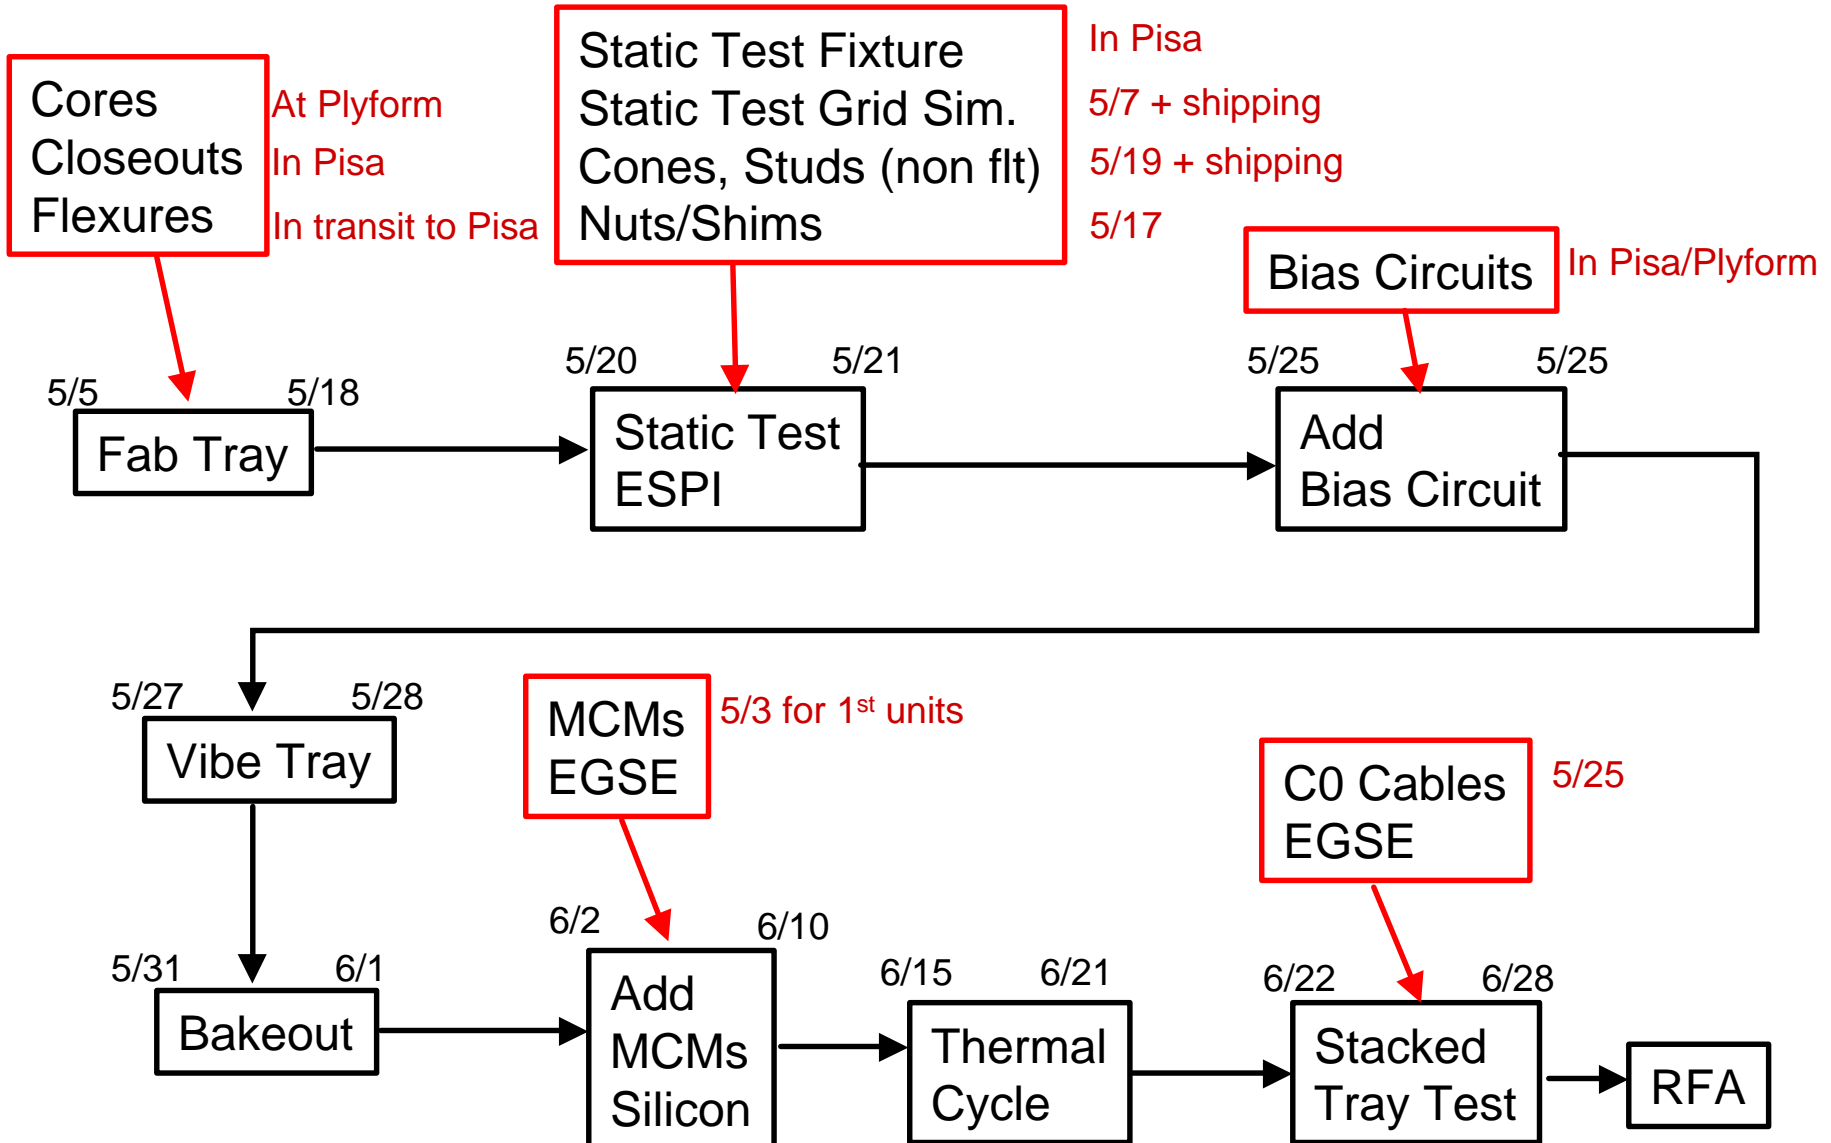 Cores
Closeouts
Flexures
At Plyform
In Pisa
In transit to Pisa
Static Test Fixture
Static Test Grid Sim.
Cones, Studs (non flt)
Nuts/Shims
In Pisa
5/7 + shipping
5/19 + shipping
5/17
Bias Circuits
In Pisa/Plyform
5/5
5/18
Fab Tray
5/20
5/21
Static Test
ESPI
5/25
5/25
Add
Bias Circuit
5/27
5/28
Vibe Tray
MCMs
EGSE
5/3 for 1st units
C0 Cables
EGSE
5/25
5/31
6/1
Bakeout
6/2
6/10
Add
MCMs
Silicon
6/15
6/21
Thermal
Cycle
6/22
6/28
Stacked
Tray Test
RFA